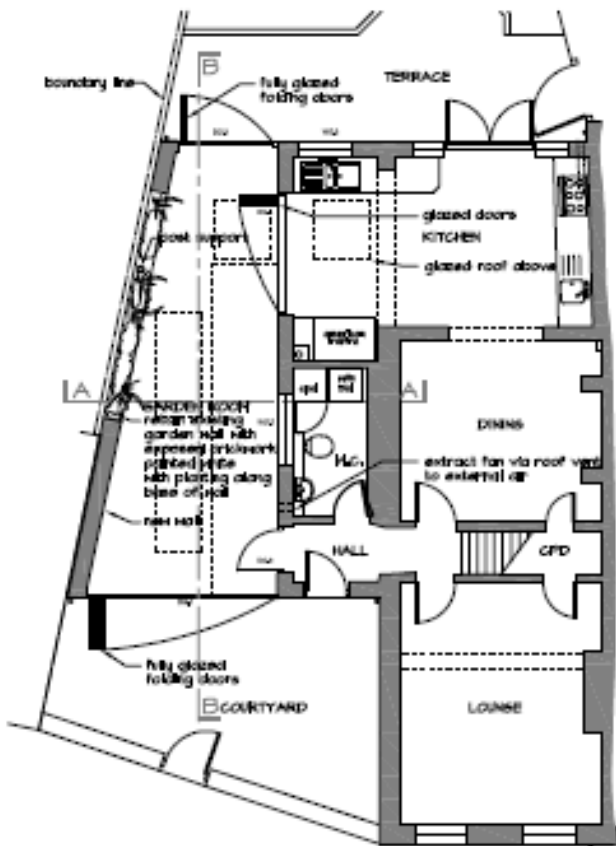 B
boundary line
fully glazed
folding doors
TERRACE
glazed doors
KITCHEN
post support
glazed roof above
A
A
GARDEN ROOM
retain existing
garden wall with
exposed brickwork
painted white
with planting along
base of wall
new wall
cpd
W.C.
DINING
extract fan via roof vent
to external air
HALL
CPD
fully glazed
folding doors
B
COURTYARD
LOUNGE